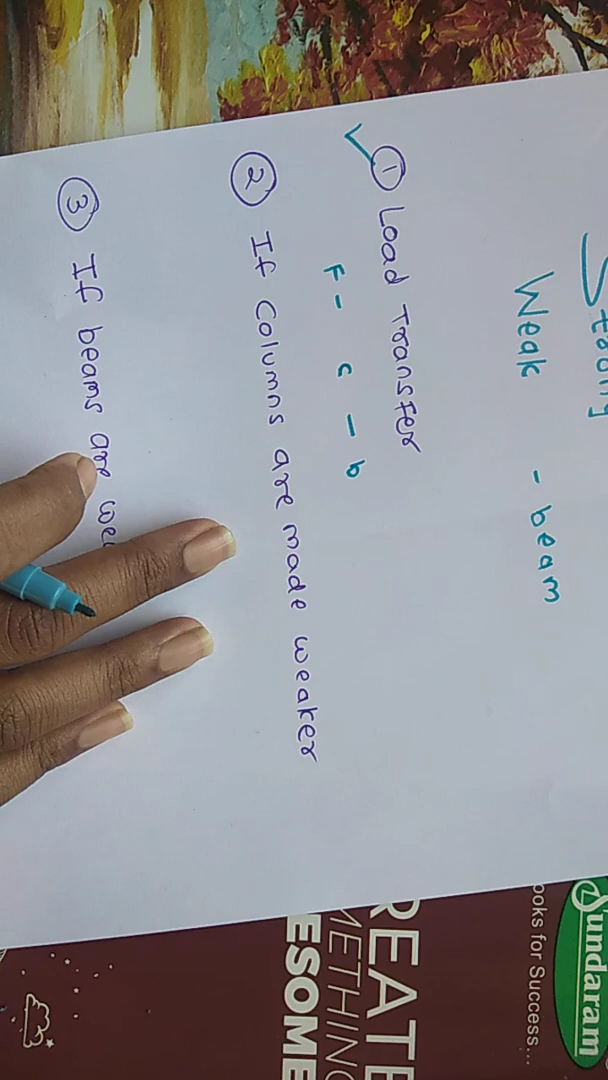 Weak - beam
① Load Transfer
F - c - b
② If Columns are made weaker
③ If beams are
Sundaram
ooks for Success...
REATE
METHING
ESOME